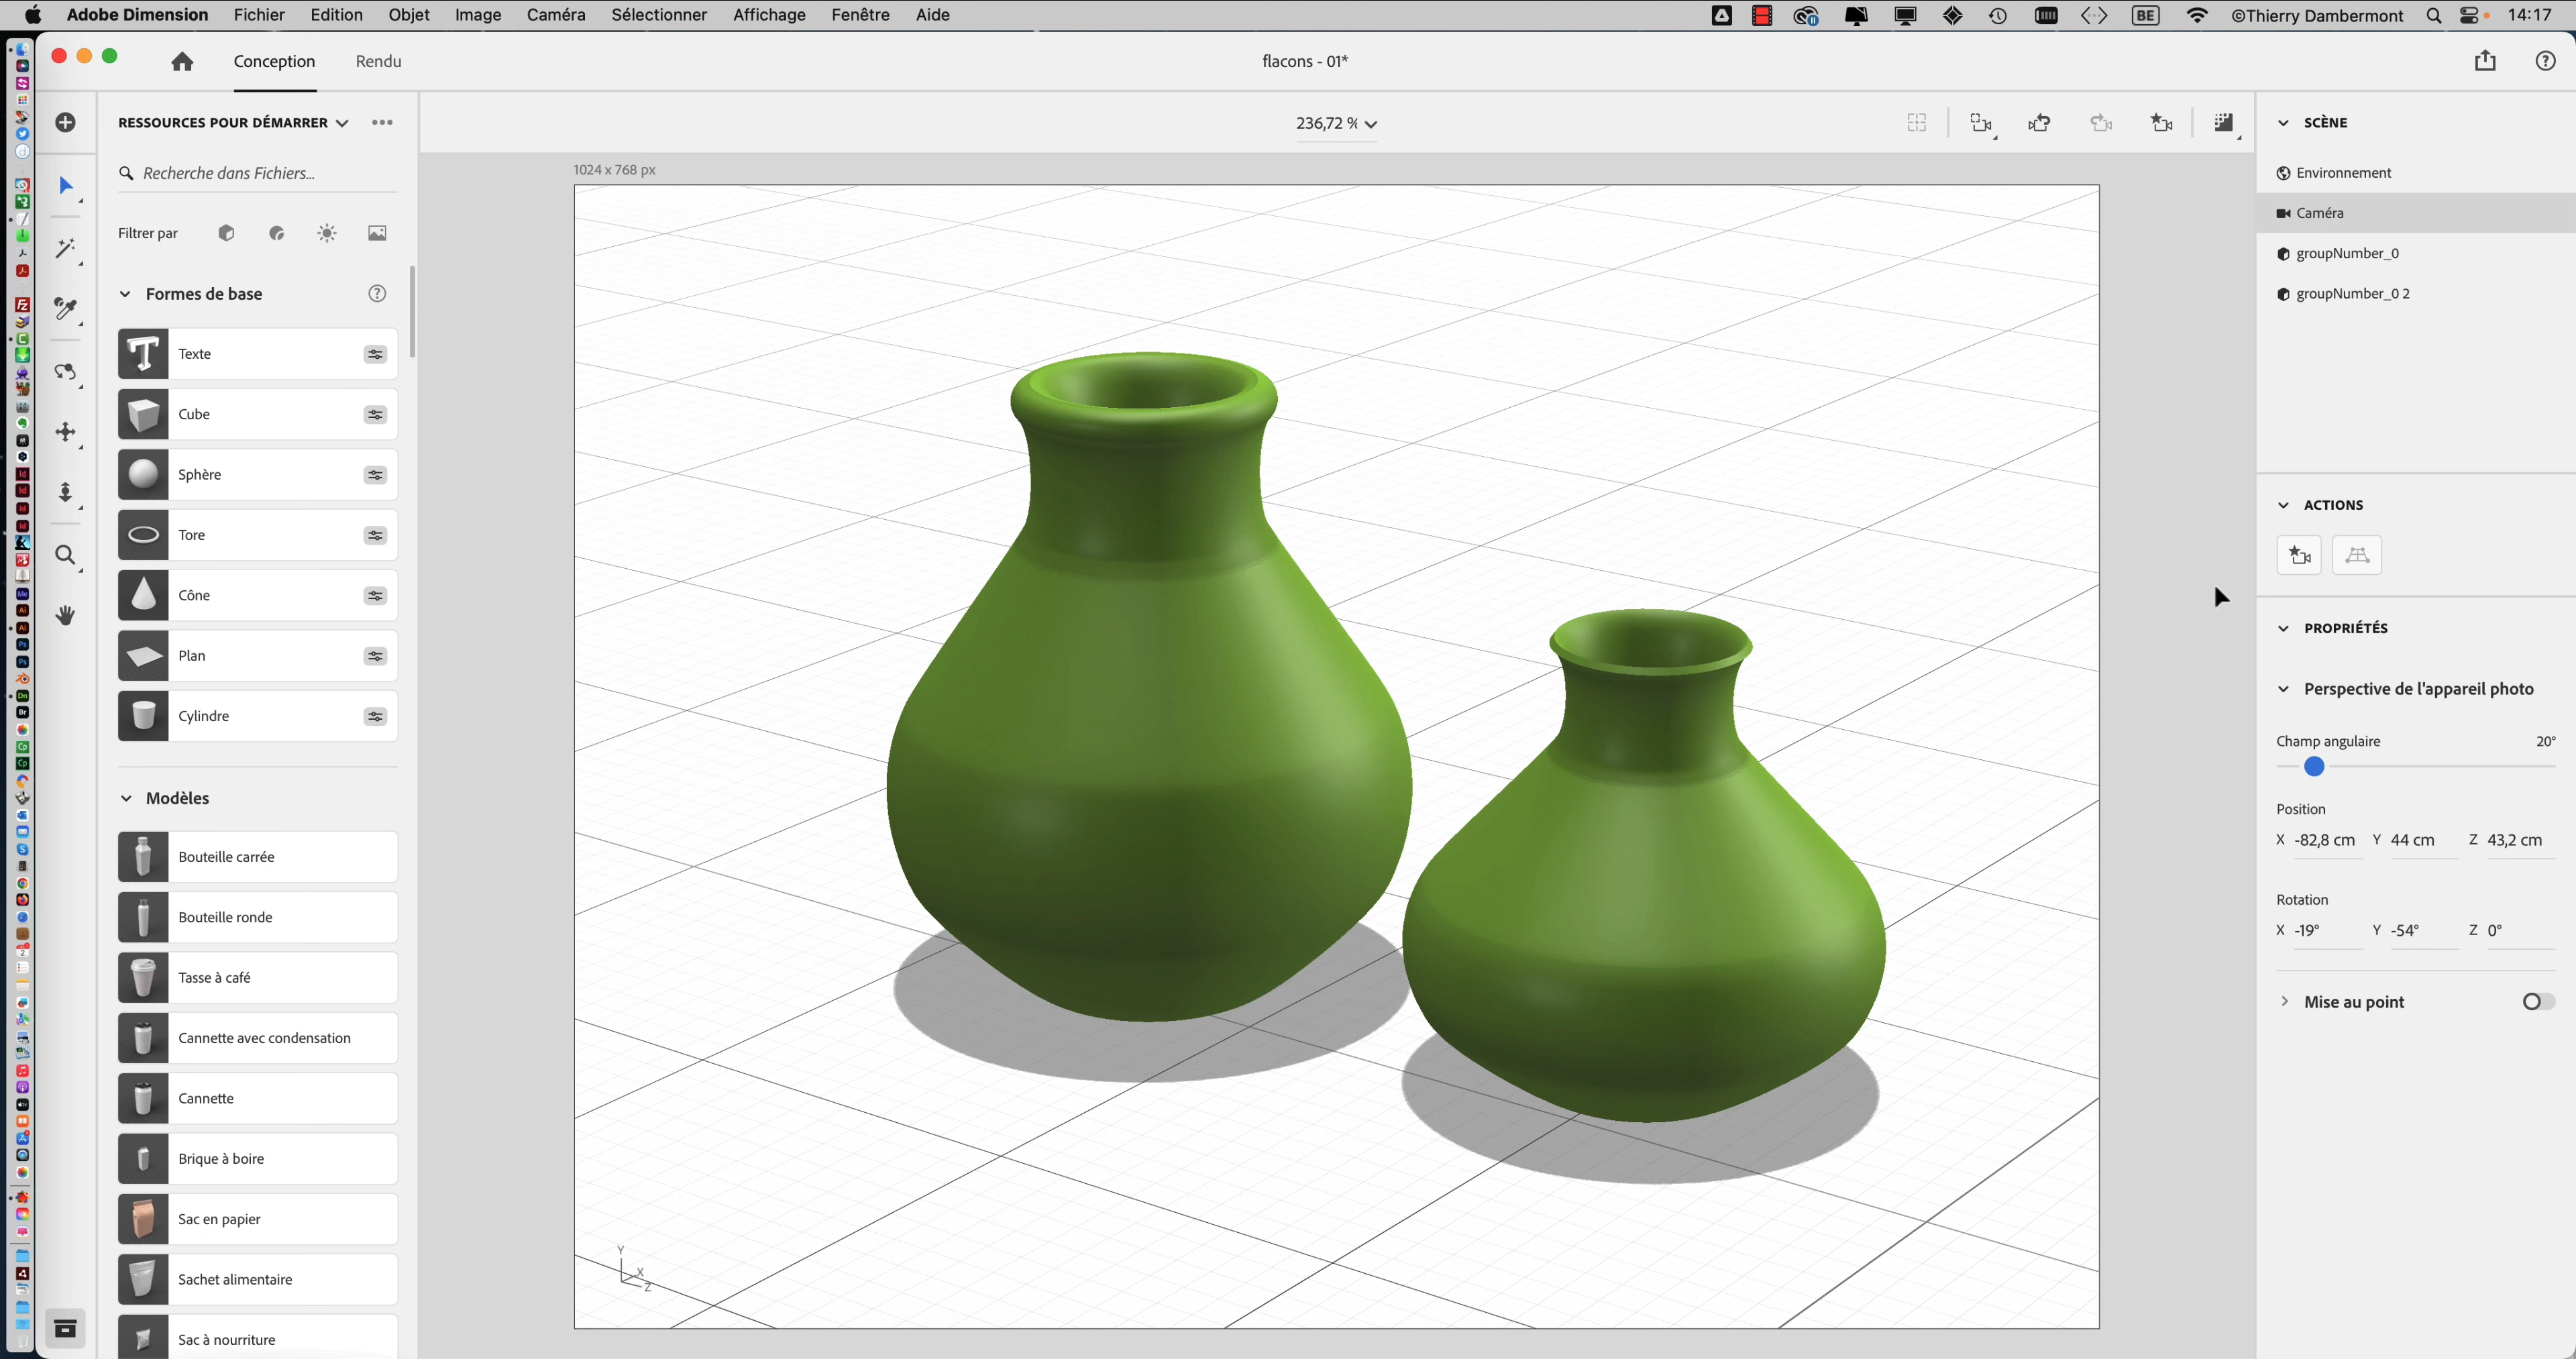 Adobe Dimension Fichier Edition Objet Image Caméra Sélectionner Affichage Fenêtre Aide
BE ©Thierry Dambermont 14:17
Conception Rendu
flacons - 01*
RESSOURCES POUR DÉMARRER
Recherche dans Fichiers...
Filtrer par
Formes de base
Texte
Cube
Sphère
Tore
Cône
Plan
Cylindre
Modèles
Bouteille carrée
Bouteille ronde
Tasse à café
Cannette avec condensation
Cannette
Brique à boire
Sac en papier
Sachet alimentaire
Sac à nourriture
236,72 %
1024 x 768 px
Y
X
Z
SCÈNE
Environnement
Caméra
groupNumber_0
groupNumber_0 2
ACTIONS
PROPRIÉTÉS
Perspective de l'appareil photo
Champ angulaire 20°
Position
X -82,8 cm Y 44 cm Z 43,2 cm
Rotation
X -19° Y -54° Z 0°
Mise au point